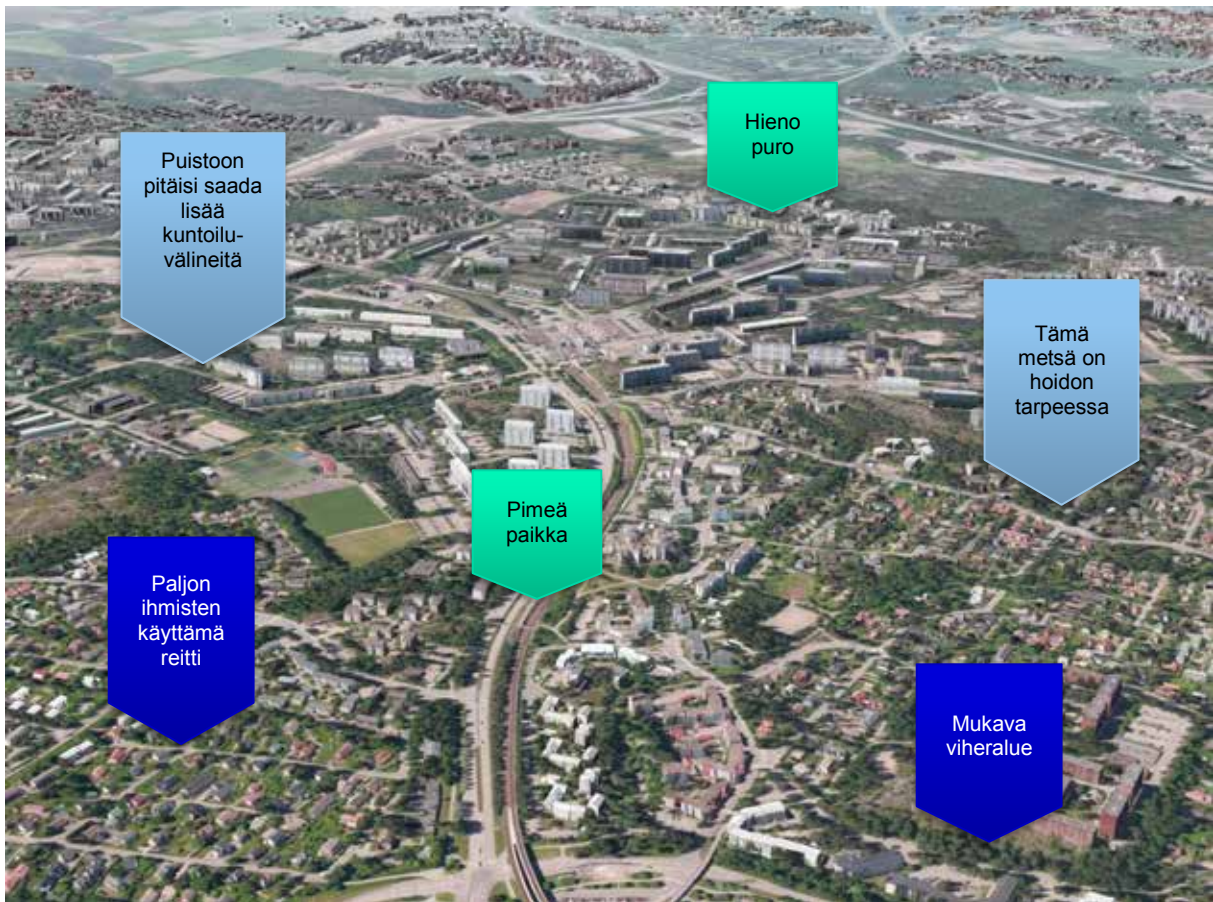 Hieno
puro
Puistoon
pitäisi saada
lisää
kuntoilu-
välineitä
Tämä
metsä on
hoidon
tarpeessa
Pimeä
paikka
Paljon
ihmisten
käyttämä
reitti
Mukava
viheralue